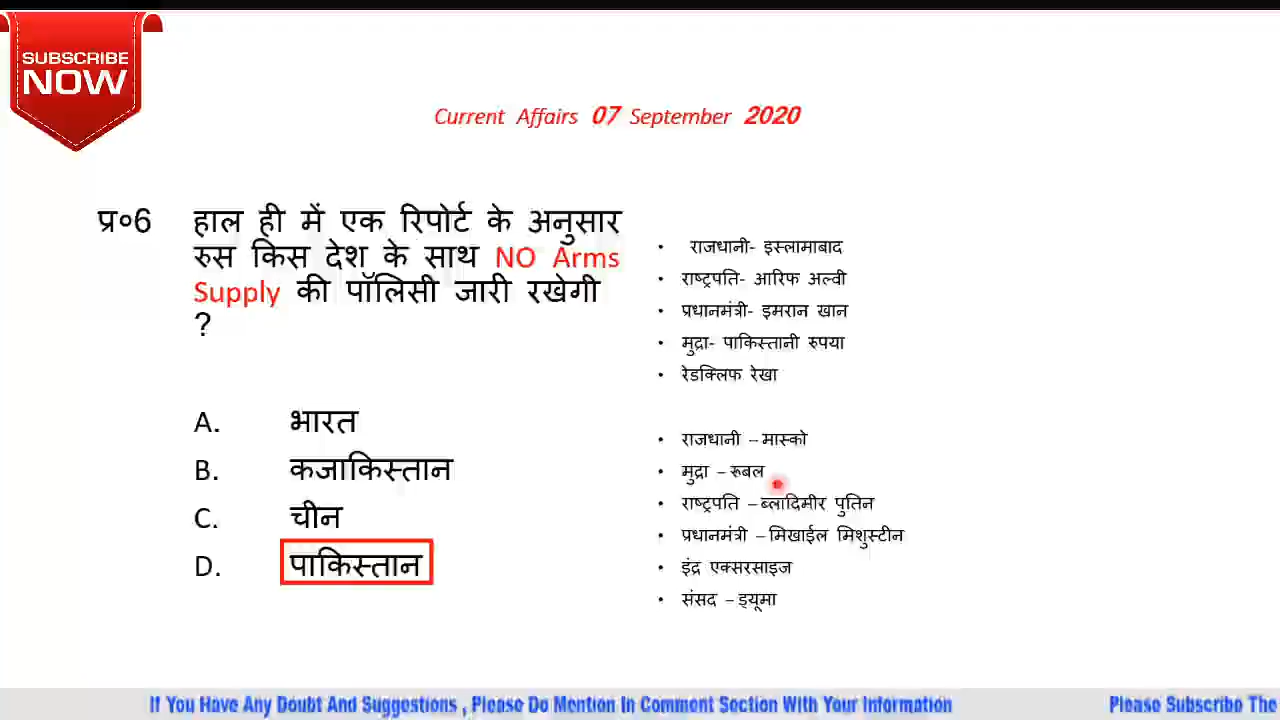 SUBSCRIBE
NOW
Current Affairs 07 September 2020
प्र०6 हाल ही में एक रिपोर्ट के अनुसार
रुस किस देश के साथ NO Arms
Supply की पॉलिसी जारी रखेगी
?
A. भारत
B. कजाकिस्तान
C. चीन
D. पाकिस्तान
• राजधानी- इस्लामाबाद
• राष्ट्रपति- आरिफ अल्वी
• प्रधानमंत्री- इमरान खान
• मुद्रा- पाकिस्तानी रुपया
• रेडक्लिफ रेखा
• राजधानी – मास्को
• मुद्रा – रूबल
• राष्ट्रपति – ब्लादिमीर पुतिन
• प्रधानमंत्री – मिखाईल मिशुस्टीन
• इंद्र एक्सरसाइज
• संसद – ड्यूमा
If You Have Any Doubt And Suggestions , Please Do Mention In Comment Section With Your Information
Please Subscribe The